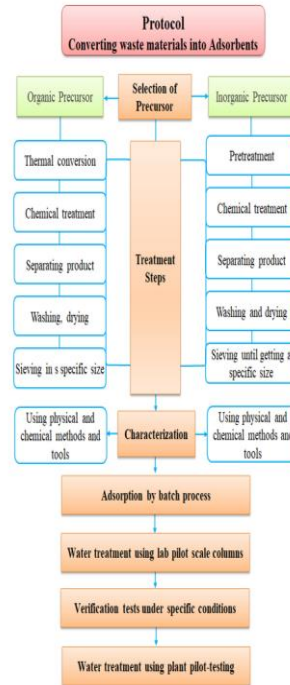 Protocol
Converting waste materials into Adsorbents
Organic Precursor
Selection of
Precursor
Inorganic Precursor
Thermal conversion
Chemical treatment
Separating product
Washing, drying
Sieving in s specific size
Treatment
Steps
Pretreatment
Chemical treatment
Separating product
Washing and drying
Sieving until getting a
specific size
Using physical and
chemical methods and
tools
Characterization
Using physical and
chemical methods and
tools
Adsorption by batch process
Water treatment using lab pilot scale columns
Verification tests under specific conditions
Water treatment using plant pilot-testing